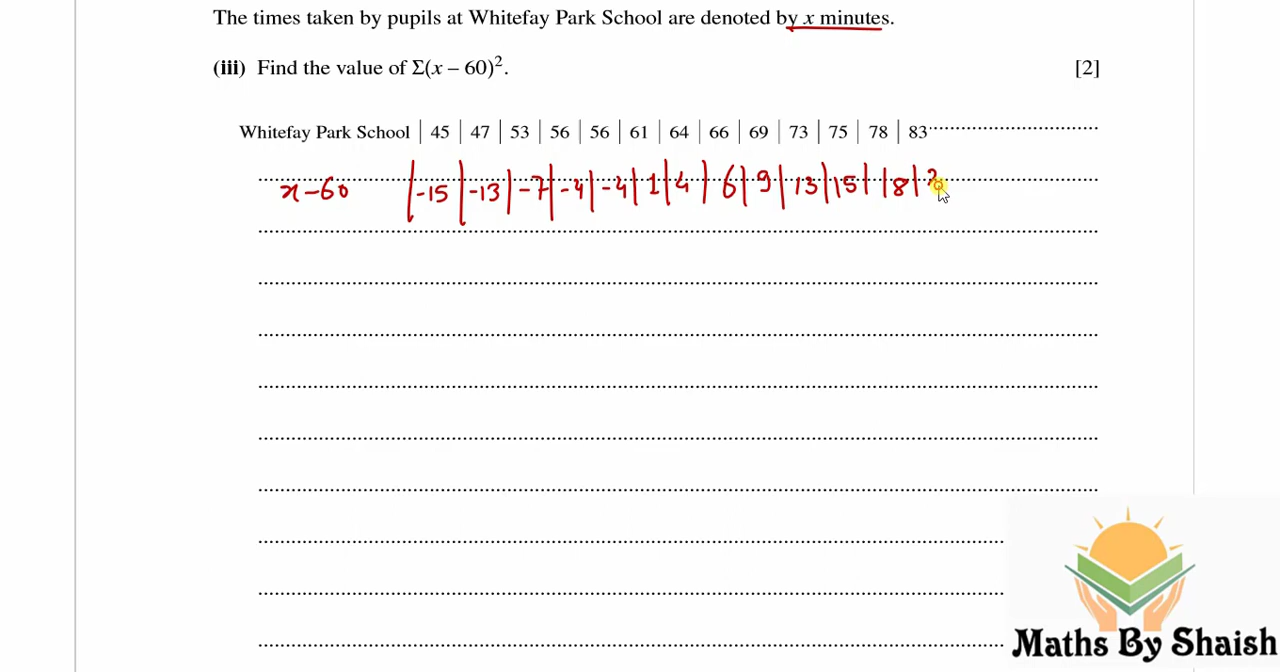 The times taken by pupils at Whitefay Park School are denoted by x minutes.
(iii) Find the value of Σ(x – 60)². [2]
Whitefay Park School | 45 | 47 | 53 | 56 | 56 | 61 | 64 | 66 | 69 | 73 | 75 | 78 | 83
x-60 |-15|-13|-7|-4|-4|1|4|6|9|13|15|18|2
Maths By Shaish